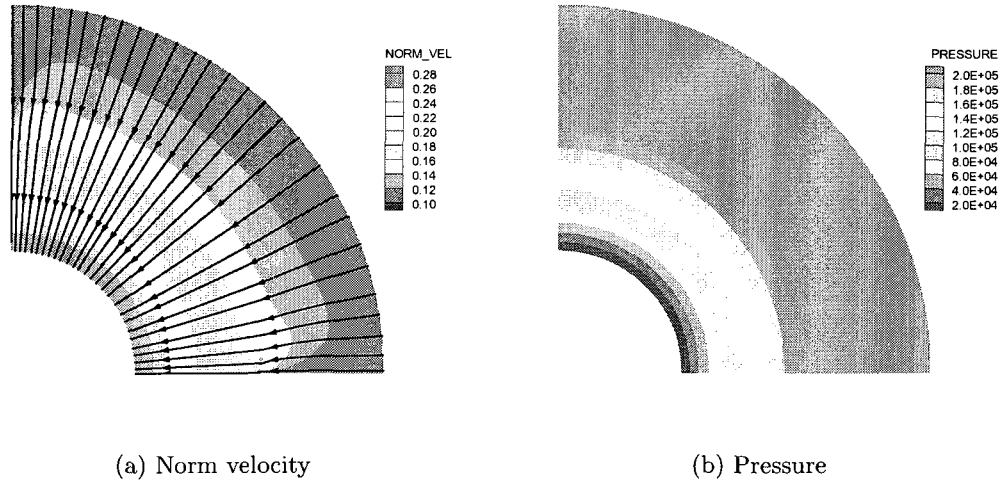 NORM_VEL
0.28
0.26
0.24
0.22
0.20
0.18
0.16
0.14
0.12
0.10
PRESSURE
2.0E+05
1.8E+05
1.6E+05
1.4E+05
1.2E+05
1.0E+05
8.0E+04
6.0E+04
4.0E+04
2.0E+04
(a) Norm velocity
(b) Pressure